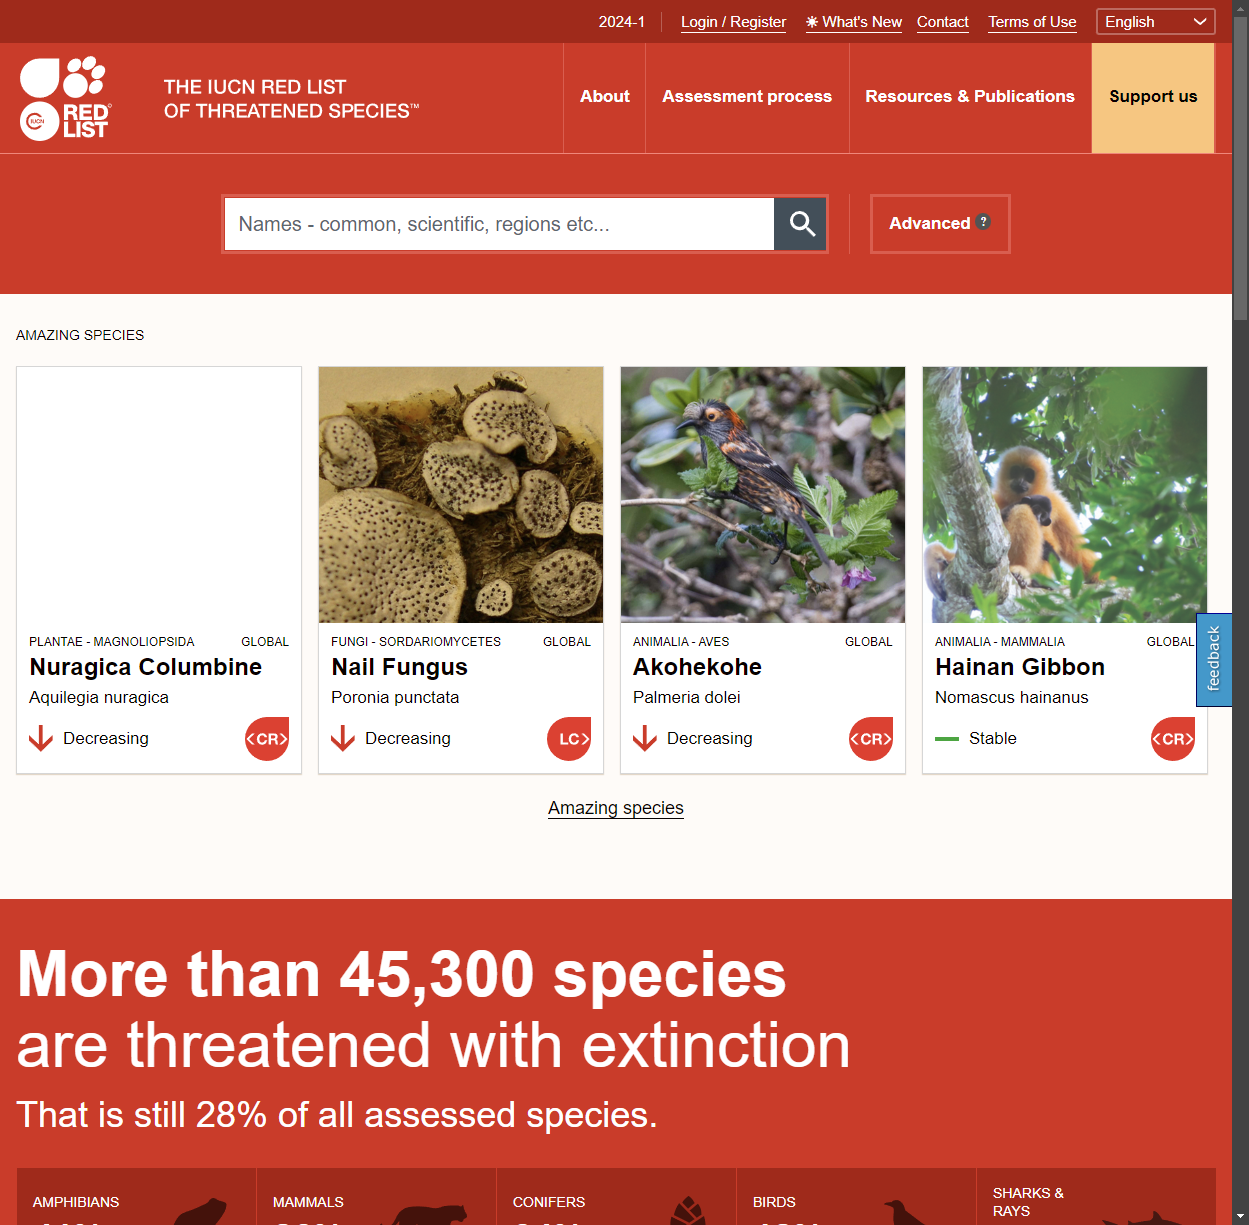 2024-1
Login / Register
What's New
Contact
Terms of Use
English
RED
LIST
IUCN
THE IUCN RED LIST
OF THREATENED SPECIES™
About
Assessment process
Resources & Publications
Support us
Names - common, scientific, regions etc...
Advanced ?
AMAZING SPECIES
PLANTAE - MAGNOLIOPSIDA GLOBAL
Nuragica Columbine
Aquilegia nuragica
Decreasing <CR>
FUNGI - SORDARIOMYCETES GLOBAL
Nail Fungus
Poronia punctata
Decreasing LC>
ANIMALIA - AVES GLOBAL
Akohekohe
Palmeria dolei
Decreasing <CR>
ANIMALIA - MAMMALIA GLOBAL
Hainan Gibbon
Nomascus hainanus
Stable <CR>
feedback
Amazing species
More than 45,300 species
are threatened with extinction
That is still 28% of all assessed species.
AMPHIBIANS
MAMMALS
CONIFERS
BIRDS
SHARKS &
RAYS